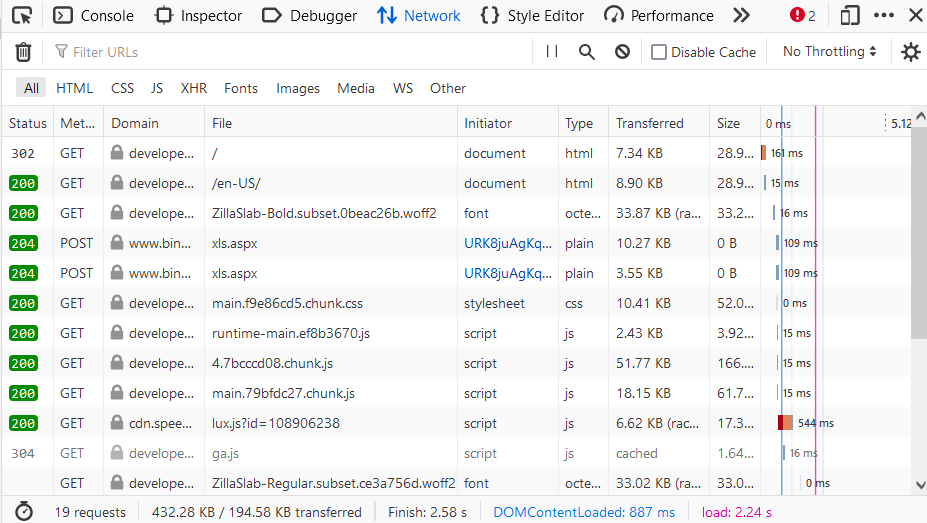 Console Inspector Debugger Network {} Style Editor Performance 2
Filter URLs Disable Cache No Throttling
All HTML CSS JS XHR Fonts Images Media WS Other
Status Met... Domain File Initiator Type Transferred Size 0 ms 5.12
302 GET develope... / document html 7.34 KB 28.9... 161 ms
200 GET develope... /en-US/ document html 8.90 KB 28.9... 15 ms
200 GET develope... ZillaSlab-Bold.subset.0beac26b.woff2 font octe... 33.87 KB (ra... 33.2... 16 ms
204 POST www.bin... xls.aspx URK8juAgKq... plain 10.27 KB 0 B 109 ms
204 POST www.bin... xls.aspx URK8juAgKq... plain 3.55 KB 0 B 109 ms
200 GET develope... main.f9e86cd5.chunk.css stylesheet css 10.41 KB 52.0... 0 ms
200 GET develope... runtime-main.ef8b3670.js script js 2.43 KB 3.92... 15 ms
200 GET develope... 4.7bcccd08.chunk.js script js 51.77 KB 166.... 15 ms
200 GET develope... main.79bfdc27.chunk.js script js 18.15 KB 61.7... 15 ms
200 GET cdn.spee... lux.js?id=108906238 script js 6.62 KB (rac... 17.3... 544 ms
304 GET develope... ga.js script js cached 1.64... 16 ms
GET develope... ZillaSlab-Regular.subset.ce3a756d.woff2 font octe... 33.02 KB (ra... 33.0... 0 ms
19 requests 432.28 KB / 194.58 KB transferred Finish: 2.58 s DOMContentLoaded: 887 ms load: 2.24 s